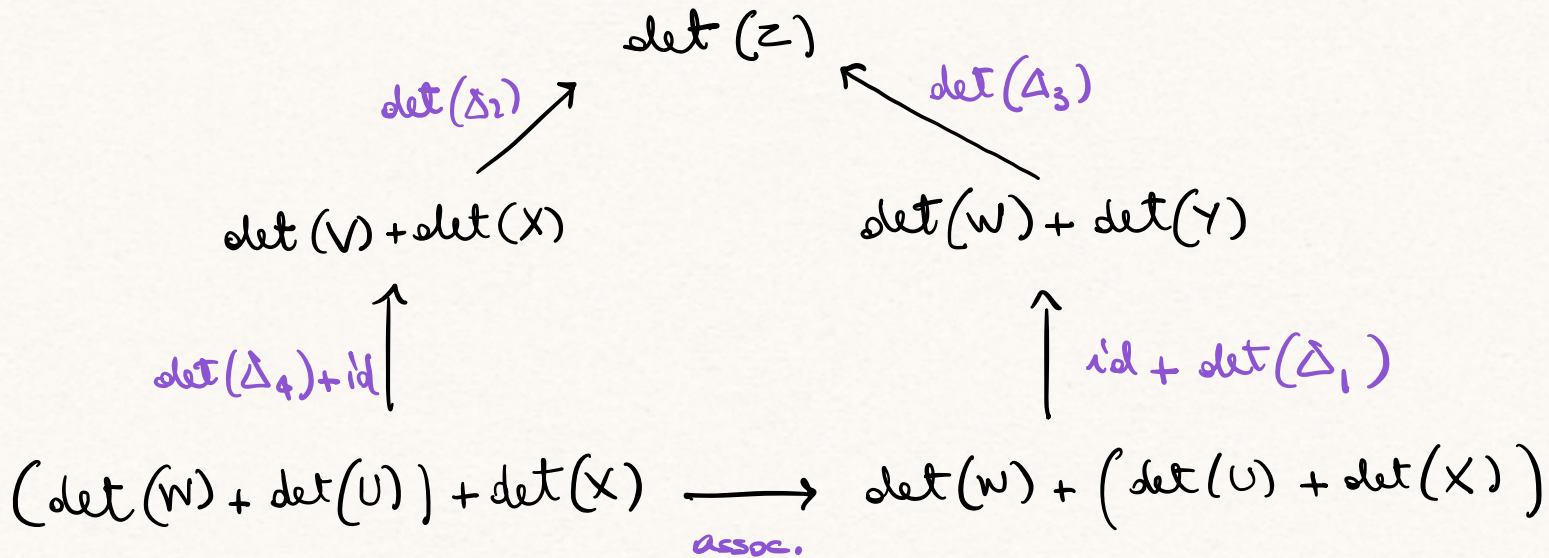 det (Z)
det(Δ2) det(Δ3)
det (V) + det(X) det(W) + det(Y)
det(Δ4)+id id + det(Δ1)
(det(W) + det(U)) + det(X) ⟶ det(W) + (det(U) + det(X))
assoc.